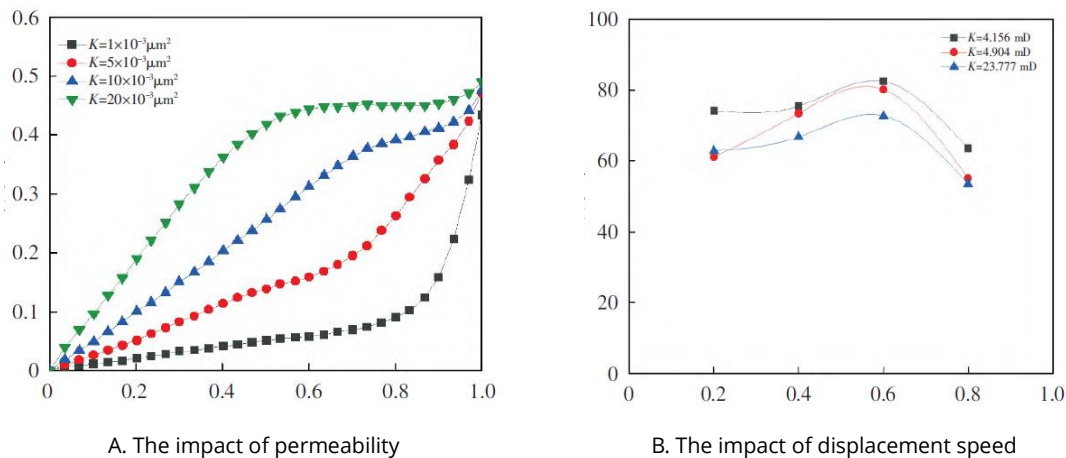 0.6
K=1×10⁻³μm²
K=5×10⁻³μm²
K=10×10⁻³μm²
K=20×10⁻³μm²
0.5
0.4
0.3
0.2
0.1
0
0 0.2 0.4 0.6 0.8 1.0
A. The impact of permeability
100
K=4.156 mD
K=4.904 mD
K=23.777 mD
80
60
40
20
0
0 0.2 0.4 0.6 0.8 1.0
B. The impact of displacement speed